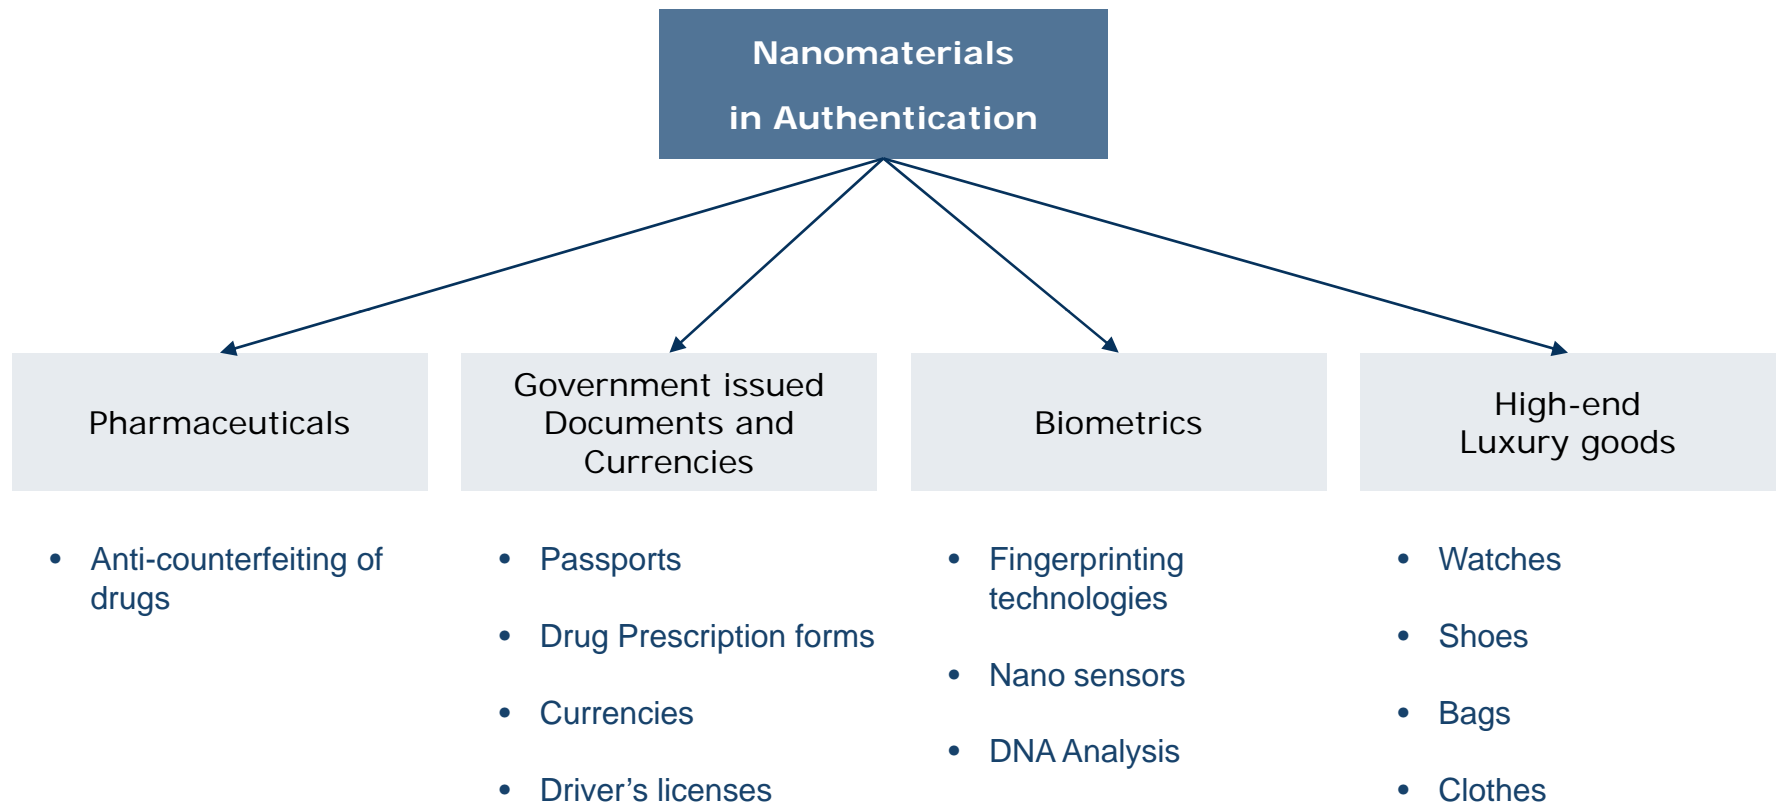 Nanomaterials
in Authentication
Pharmaceuticals
Government issued
Documents and
Currencies
Biometrics
High-end
Luxury goods
• Anti-counterfeiting of
drugs
• Passports
• Drug Prescription forms
• Currencies
• Driver’s licenses
• Fingerprinting
technologies
• Nano sensors
• DNA Analysis
• Watches
• Shoes
• Bags
• Clothes